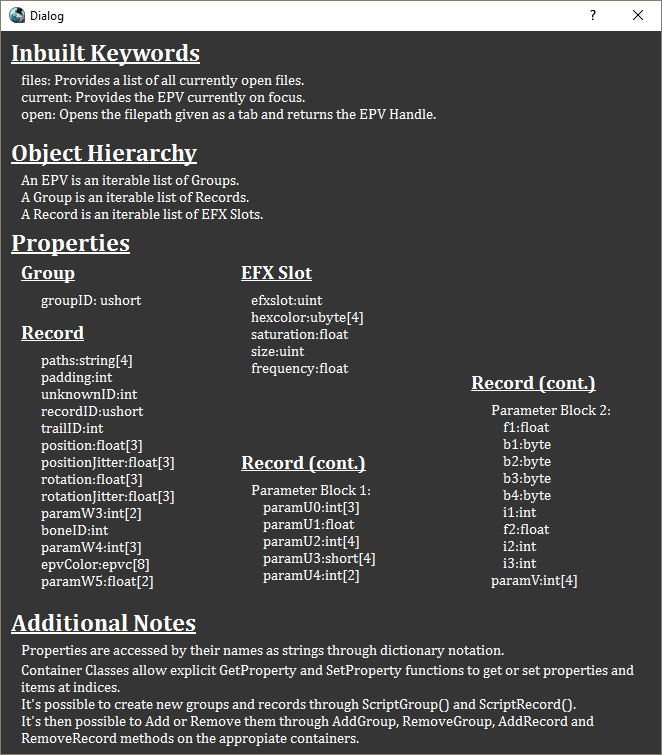 Dialog
Inbuilt Keywords
files: Provides a list of all currently open files.
current: Provides the EPV currently on focus.
open: Opens the filepath given as a tab and returns the EPV Handle.
Object Hierarchy
An EPV is an iterable list of Groups.
A Group is an iterable list of Records.
A Record is an iterable list of EFX Slots.
Properties
Group
groupID: ushort
Record
paths:string[4]
padding:int
unknownID:int
recordID:ushort
trailID:int
position:float[3]
positionJitter:float[3]
rotation:float[3]
rotationJitter:float[3]
paramW3:int[2]
boneID:int
paramW4:int[3]
epvColor:epvc[8]
paramW5:float[2]
EFX Slot
efxslot:uint
hexcolor:ubyte[4]
saturation:float
size:uint
frequency:float
Record (cont.)
Parameter Block 1:
paramU0:int[3]
paramU1:float
paramU2:int[4]
paramU3:short[4]
paramU4:int[2]
Record (cont.)
Parameter Block 2:
f1:float
b1:byte
b2:byte
b3:byte
b4:byte
i1:int
f2:float
i2:int
i3:int
paramV:int[4]
Additional Notes
Properties are accessed by their names as strings through dictionary notation.
Container Classes allow explicit GetProperty and SetProperty functions to get or set properties and
items at indices.
It's possible to create new groups and records through ScriptGroup() and ScriptRecord().
It's then possible to Add or Remove them through AddGroup, RemoveGroup, AddRecord and
RemoveRecord methods on the appropiate containers.